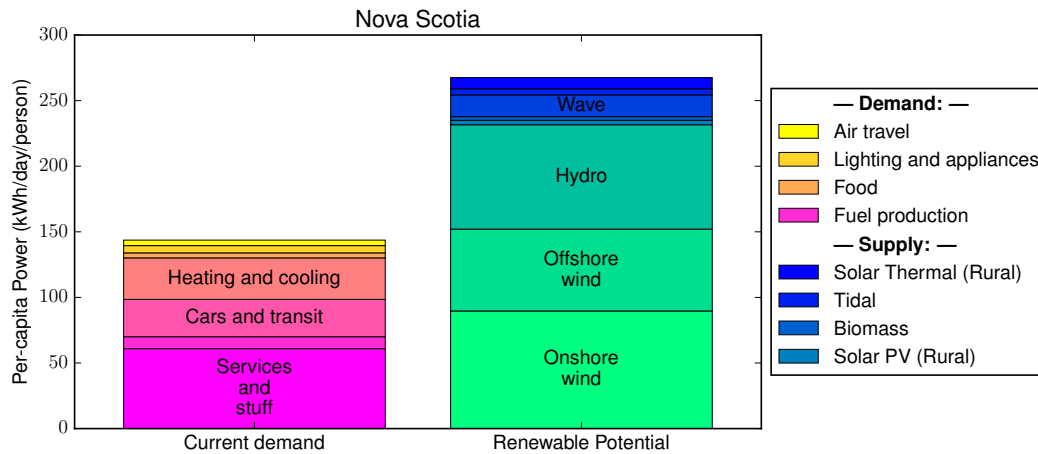 Nova Scotia
Per-capita Power (kWh/day/person)
300
250
200
150
100
50
0
Heating and cooling
Cars and transit
Services
and
stuff
Wave
Hydro
Offshore
wind
Onshore
wind
Current demand
Renewable Potential
— Demand: —
Air travel
Lighting and appliances
Food
Fuel production
— Supply: —
Solar Thermal (Rural)
Tidal
Biomass
Solar PV (Rural)